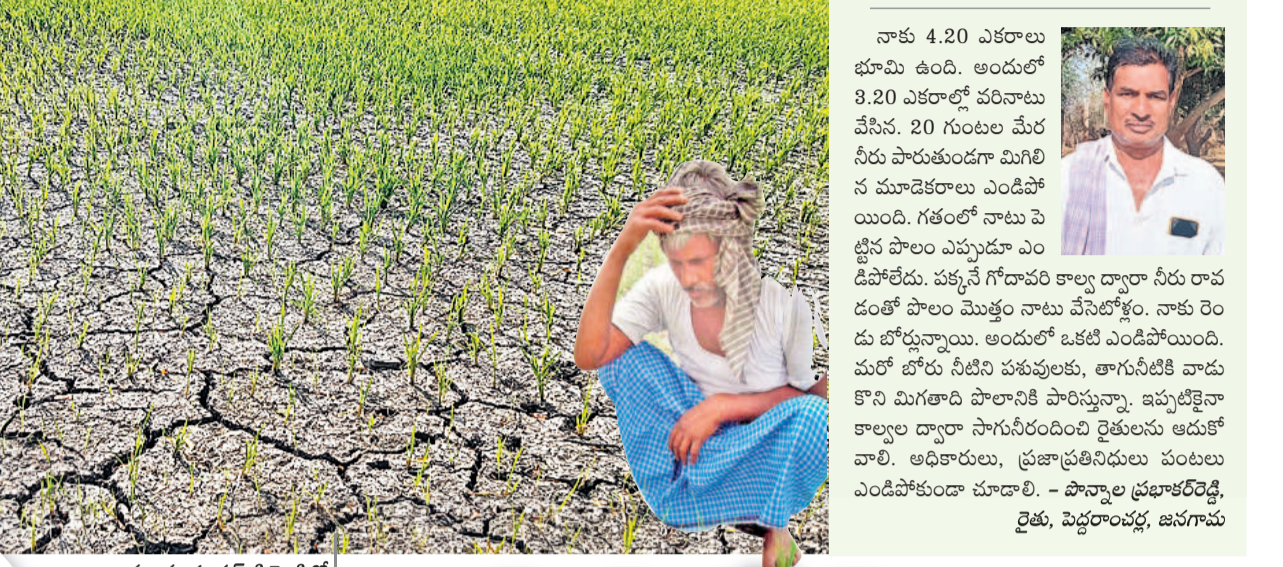 నాకు 4.20 ఎకరాలు
భూమి ఉంది. అందులో
3.20 ఎకరాల్లో వరినాటు
వేసిన. 20 గుంటల మేర
నీరు పారుతుండగా మిగిలి
న మూడెకరాలు ఎండిపో
యింది. గతంలో నాటు పె
ట్టిన పొలం ఎప్పుడూ ఎం
డిపోలేదు. పక్కనే గోదావరి కాల్వ ద్వారా నీరు రావ
డంతో పొలం మొత్తం నాటు వేసెటోళ్లం. నాకు రెం
డు బోర్లున్నాయి. అందులో ఒకటి ఎండిపోయింది.
మరో బోరు నీటిని పశువులకు, తాగునీటికి వాడు
కొని మిగతాది పొలానికి పారిస్తున్నా. ఇప్పటికైనా
కాల్వల ద్వారా సాగునీరందించి రైతులను ఆదుకో
వాలి. అధికారులు, ప్రజాప్రతినిధులు పంటలు
ఎండిపోకుండా చూడాలి. – పొన్నాల ప్రభాకర్‌రెడ్డి,
రైతు, పెద్దరాంచర్ల, జనగామ